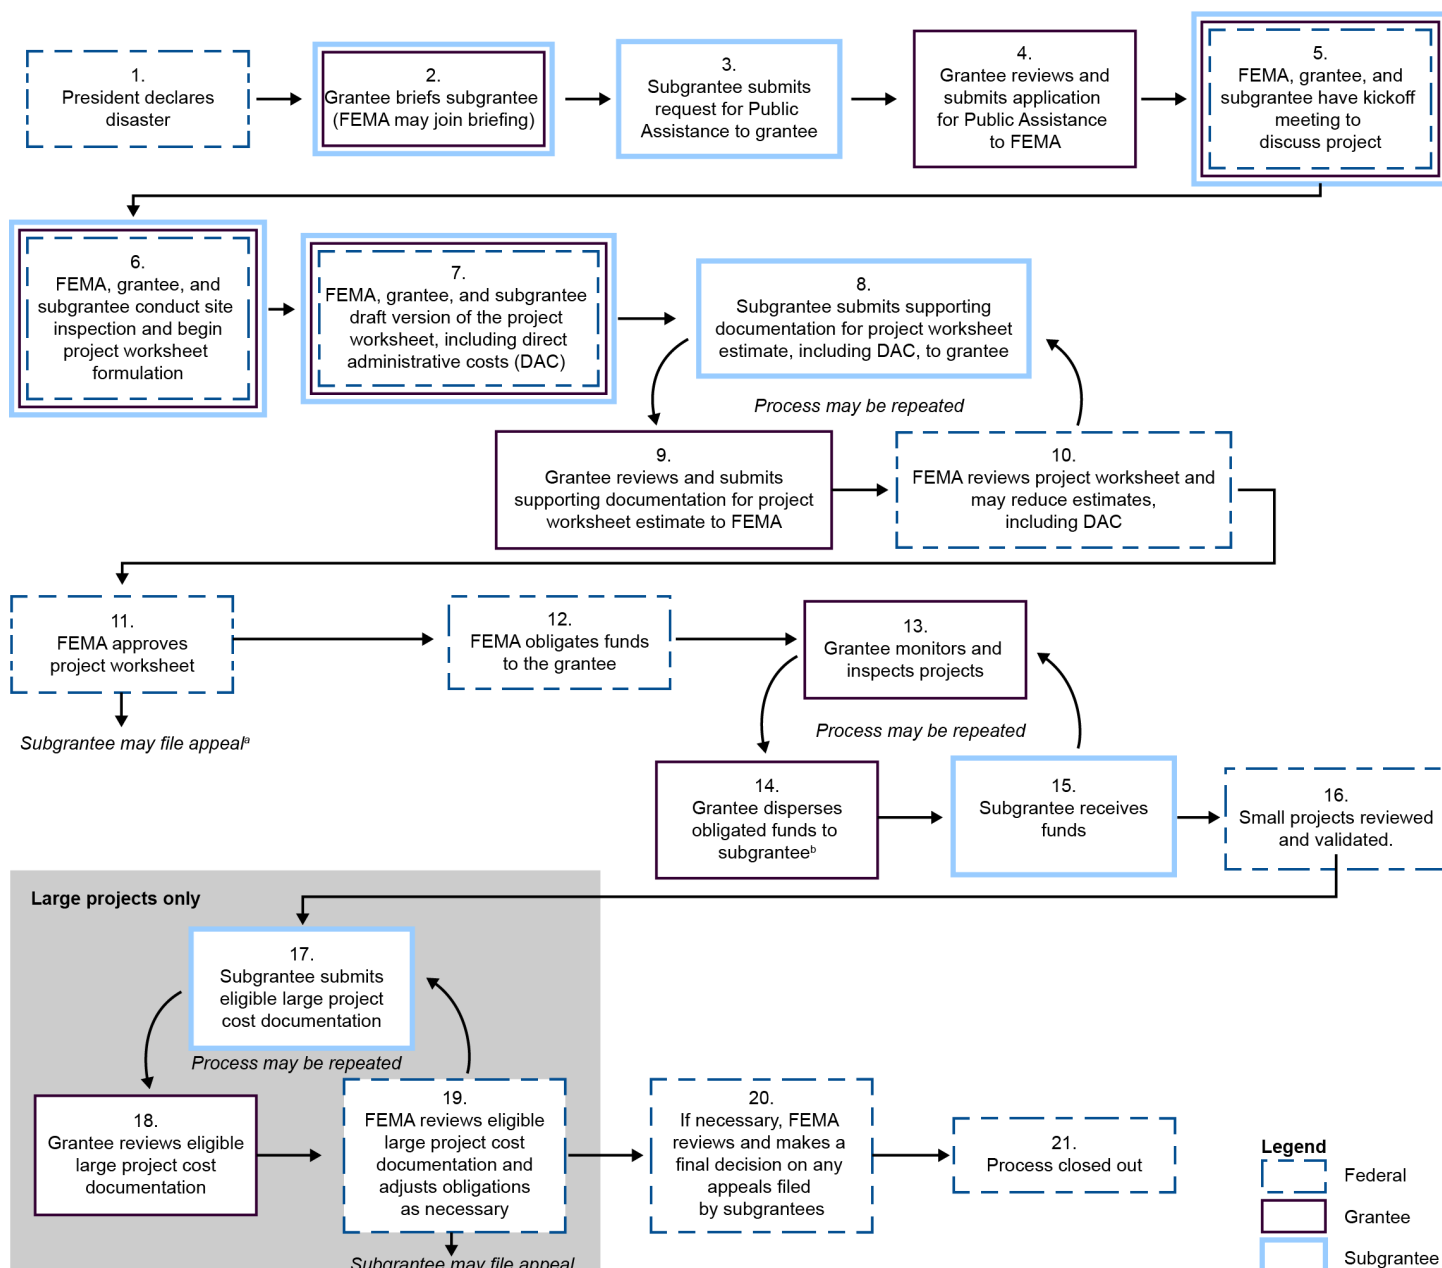 1.
President declares
disaster
2.
Grantee briefs subgrantee
(FEMA may join briefing)
3.
Subgrantee submits
request for Public
Assistance to grantee
4.
Grantee reviews and
submits application
for Public Assistance
to FEMA
5.
FEMA, grantee, and
subgrantee have kickoff
meeting to
discuss project
6.
FEMA, grantee, and
subgrantee conduct site
inspection and begin
project worksheet
formulation
7.
FEMA, grantee, and subgrantee
draft version of the project
worksheet, including direct
administrative costs (DAC)
8.
Subgrantee submits supporting
documentation for project worksheet
estimate, including DAC, to grantee
Process may be repeated
9.
Grantee reviews and submits
supporting documentation for project
worksheet estimate to FEMA
10.
FEMA reviews project worksheet and
may reduce estimates,
including DAC
11.
FEMA approves
project worksheet
Subgrantee may file appealᵃ
12.
FEMA obligates funds
to the grantee
13.
Grantee monitors and
inspects projects
Process may be repeated
14.
Grantee disperses
obligated funds to
subgranteeᵇ
15.
Subgrantee receives
funds
16.
Small projects reviewed
and validated.
Large projects only
17.
Subgrantee submits
eligible large project
cost documentation
Process may be repeated
18.
Grantee reviews eligible
large project cost
documentation
19.
FEMA reviews eligible
large project cost
documentation and
adjusts obligations
as necessary
Subgrantee may file appeal
20.
If necessary, FEMA
reviews and makes a
final decision on any
appeals filed
by subgrantees
21.
Process closed out
Legend
Federal
Grantee
Subgrantee